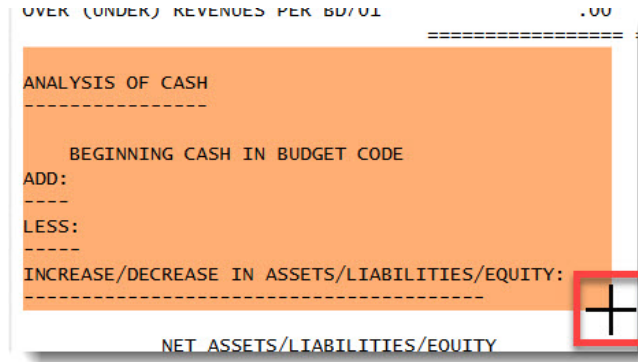 OVER (UNDER) REVENUES PER BD/01 .00
================= =
ANALYSIS OF CASH
----------------
BEGINNING CASH IN BUDGET CODE
ADD:
----
LESS:
-----
INCREASE/DECREASE IN ASSETS/LIABILITIES/EQUITY:
----------------------------------------
NET ASSETS/LIABILITIES/EQUITY